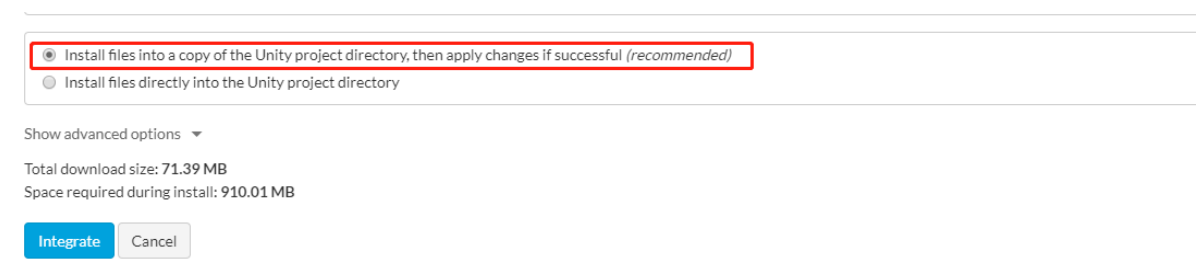 Install files into a copy of the Unity project directory, then apply changes if successful (recommended)
Install files directly into the Unity project directory
Show advanced options
Total download size: 71.39 MB
Space required during install: 910.01 MB
Integrate Cancel